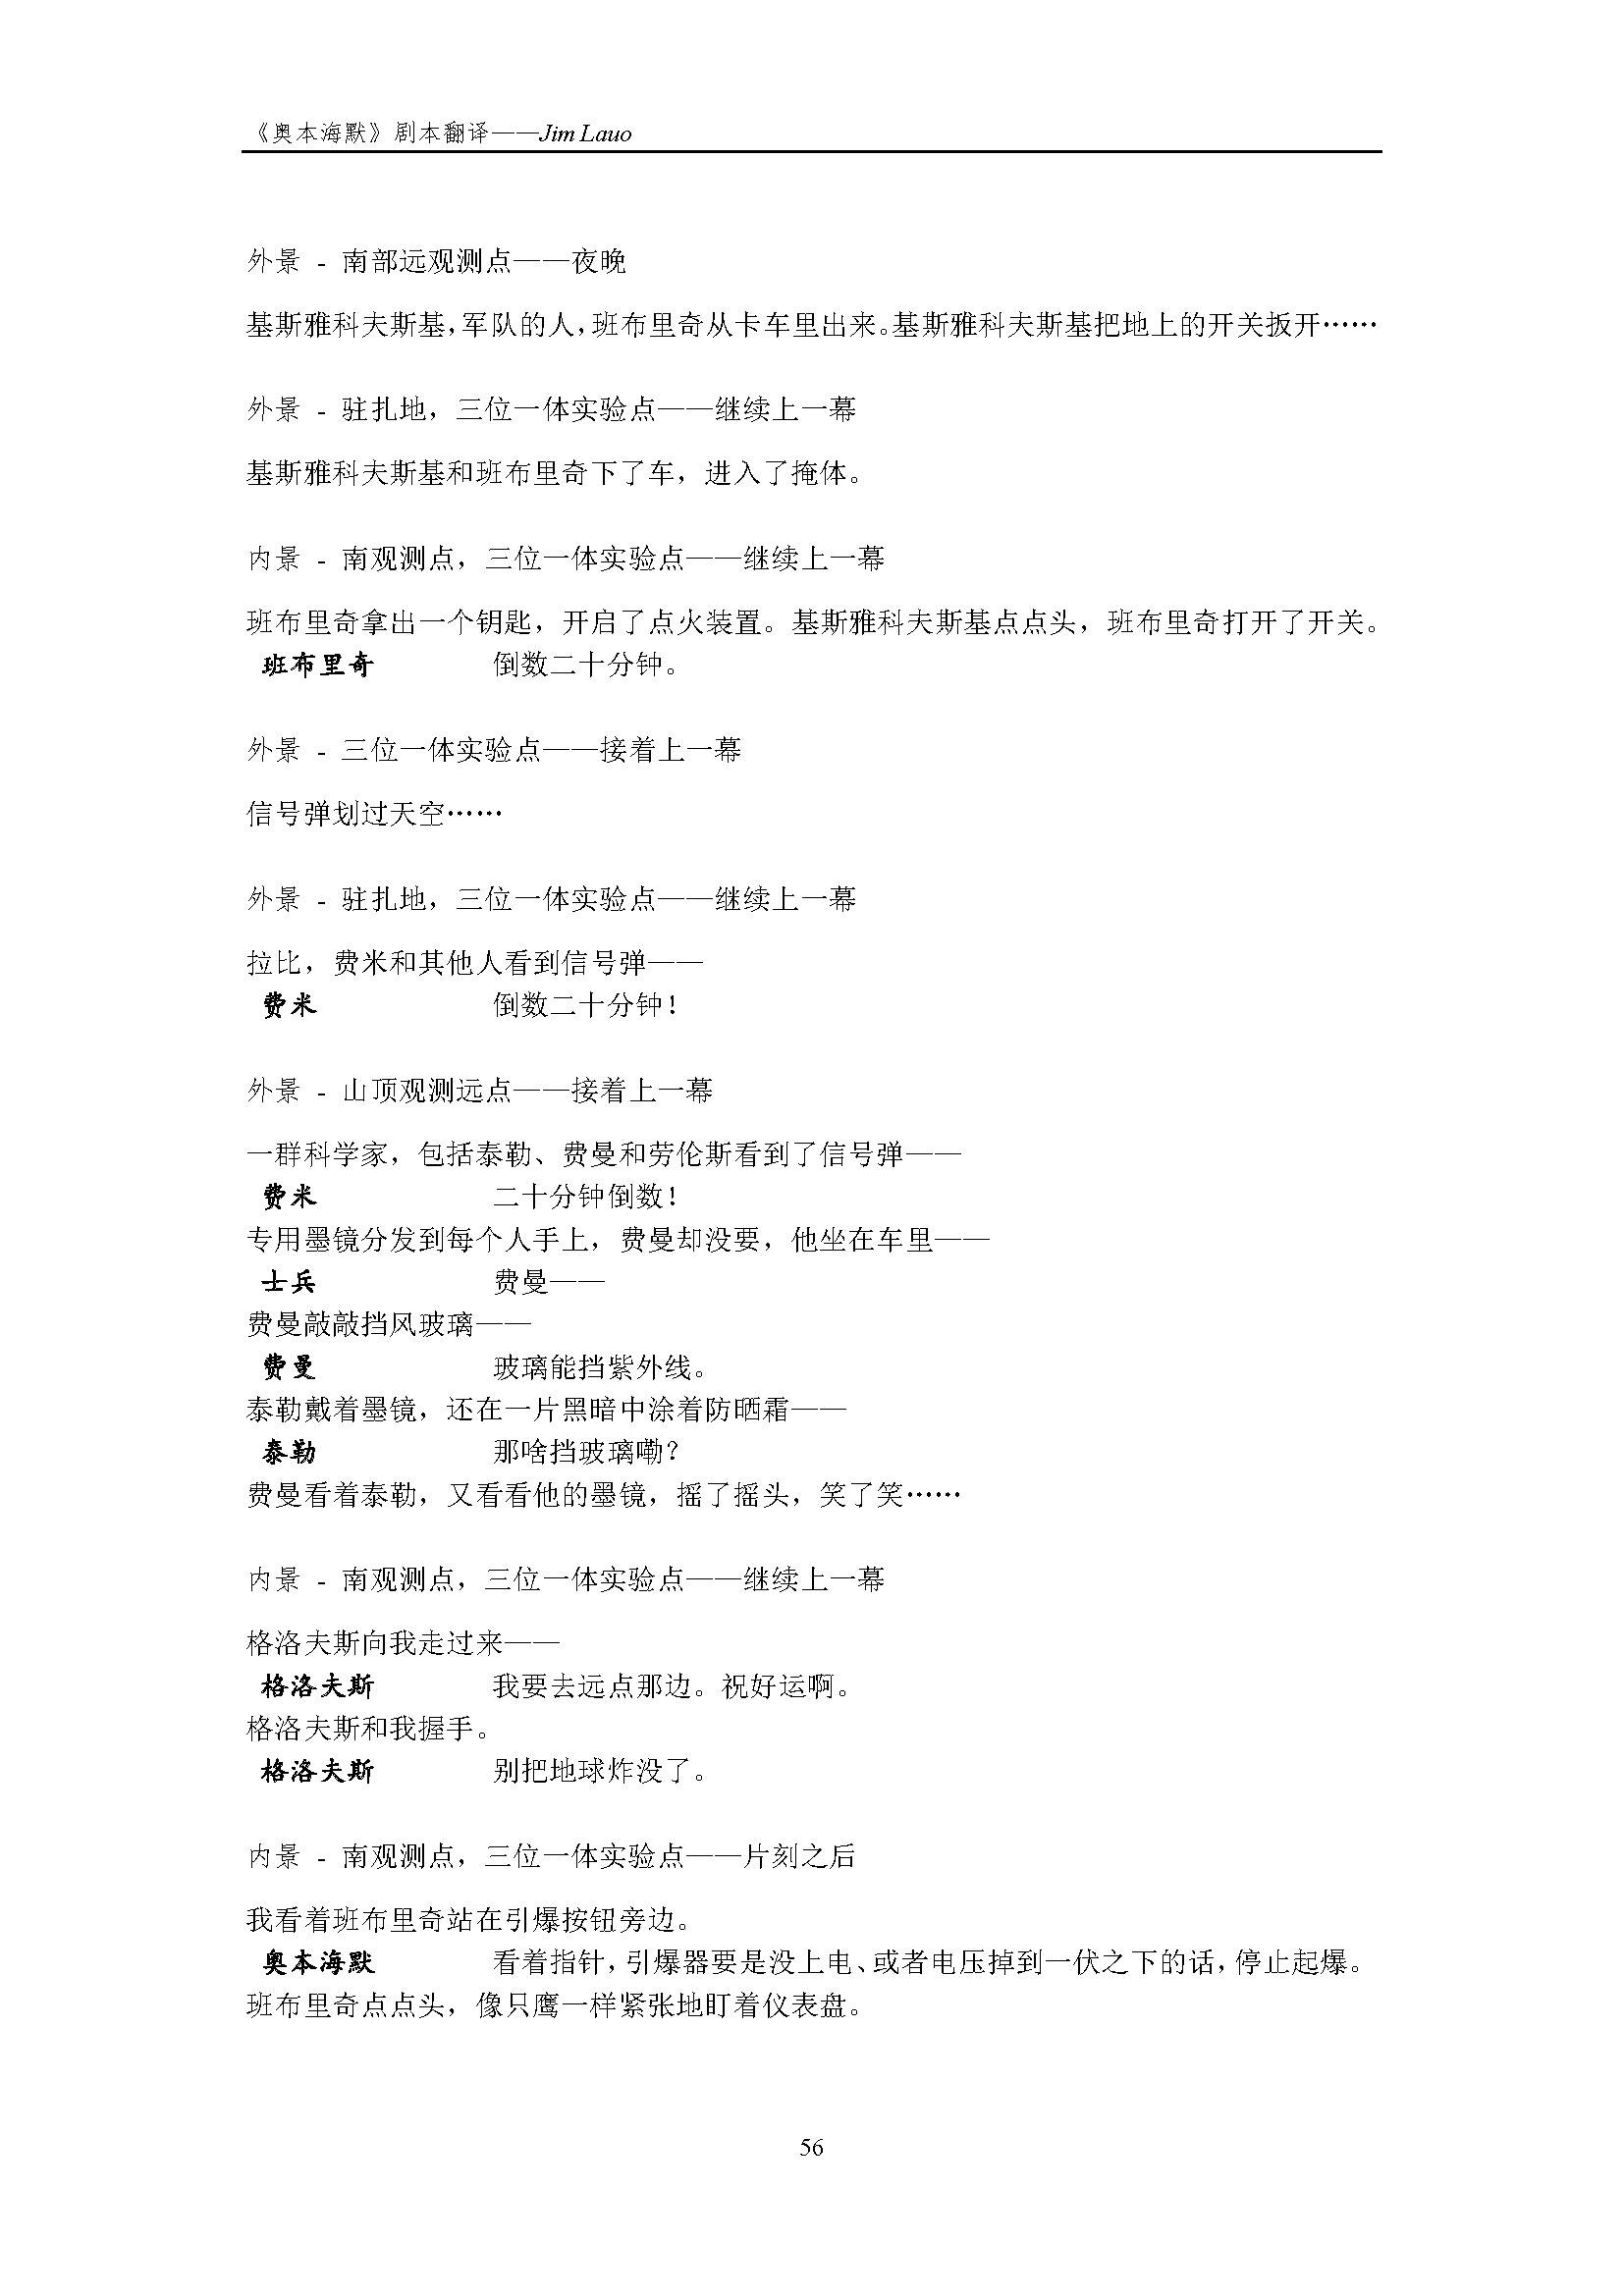 《奥本海默》剧本翻译——Jim Lauo
外景 - 南部远观测点——夜晚
基斯雅科夫斯基，军队的人，班布里奇从卡车里出来。基斯雅科夫斯基把地上的开关扳开……
外景 - 驻扎地，三位一体实验点——继续上一幕
基斯雅科夫斯基和班布里奇下了车，进入了掩体。
内景 - 南观测点，三位一体实验点——继续上一幕
班布里奇拿出一个钥匙，开启了点火装置。基斯雅科夫斯基点点头，班布里奇打开了开关。
班布里奇 倒数二十分钟。
外景 - 三位一体实验点——接着上一幕
信号弹划过天空……
外景 - 驻扎地，三位一体实验点——继续上一幕
拉比，费米和其他人看到信号弹——
费米 倒数二十分钟！
外景 - 山顶观测远点——接着上一幕
一群科学家，包括泰勒、费曼和劳伦斯看到了信号弹——
费米 二十分钟倒数！
专用墨镜分发到每个人手上，费曼却没要，他坐在车里——
士兵 费曼——
费曼敲敲挡风玻璃——
费曼 玻璃能挡紫外线。
泰勒戴着墨镜，还在一片黑暗中涂着防晒霜——
泰勒 那啥挡玻璃嘞？
费曼看着泰勒，又看看他的墨镜，摇了摇头，笑了笑……
内景 - 南观测点，三位一体实验点——继续上一幕
格洛夫斯向我走过来——
格洛夫斯 我要去远点那边。祝好运啊。
格洛夫斯和我握手。
格洛夫斯 别把地球炸没了。
内景 - 南观测点，三位一体实验点——片刻之后
我看着班布里奇站在引爆按钮旁边。
奥本海默 看着指针，引爆器要是没上电、或者电压掉到一伏之下的话，停止起爆。
班布里奇点点头，像只鹰一样紧张地盯着仪表盘。
56